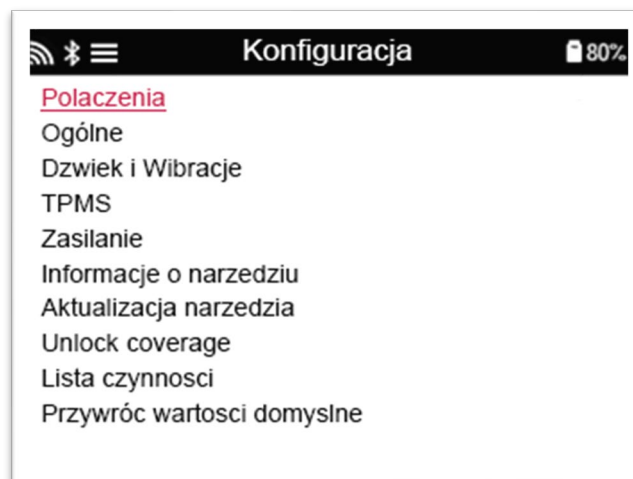 Konfiguracja 80%
Polaczenia
Ogólne
Dzwiek i Wibracje
TPMS
Zasilanie
Informacje o narzedziu
Aktualizacja narzedzia
Unlock coverage
Lista czynnosci
Przywróc wartosci domyslne